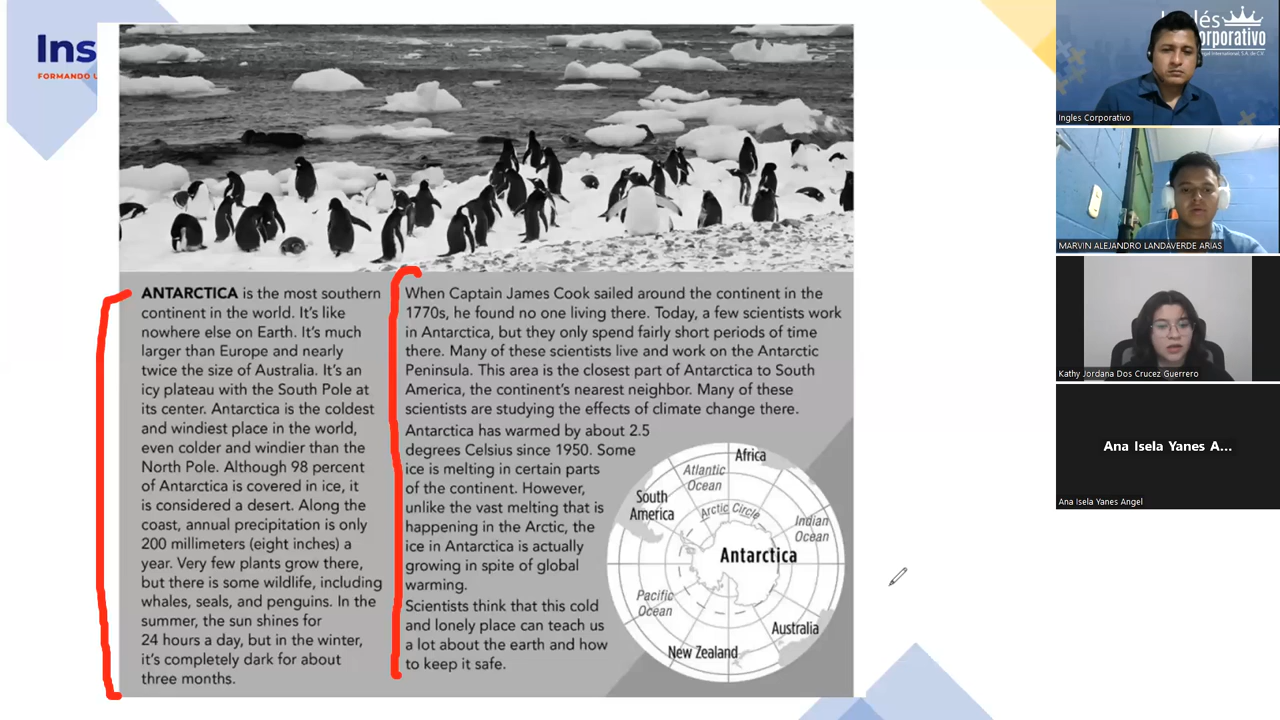 Ins
FORMANDO U
ANTARCTICA is the most southern
continent in the world. It's like
nowhere else on Earth. It's much
larger than Europe and nearly
twice the size of Australia. It's an
icy plateau with the South Pole at
its center. Antarctica is the coldest
and windiest place in the world,
even colder and windier than the
North Pole. Although 98 percent
of Antarctica is covered in ice, it
is considered a desert. Along the
coast, annual precipitation is only
200 millimeters (eight inches) a
year. Very few plants grow there,
but there is some wildlife, including
whales, seals, and penguins. In the
summer, the sun shines for
24 hours a day, but in the winter,
it's completely dark for about
three months.
When Captain James Cook sailed around the continent in the
1770s, he found no one living there. Today, a few scientists work
in Antarctica, but they only spend fairly short periods of time
there. Many of these scientists live and work on the Antarctic
Peninsula. This area is the closest part of Antarctica to South
America, the continent's nearest neighbor. Many of these
scientists are studying the effects of climate change there.
Antarctica has warmed by about 2.5
degrees Celsius since 1950. Some
ice is melting in certain parts
of the continent. However,
unlike the vast melting that is
happening in the Arctic, the
ice in Antarctica is actually
growing in spite of global
warming.
Scientists think that this cold
and lonely place can teach us
a lot about the earth and how
to keep it safe.
Africa
Atlantic
Ocean
South
America
Arctic Circle
Indian
Ocean
Antarctica
Pacific
Ocean
Australia
New Zealand
Inglés
orporativo
Ingles Corporativo
MARVIN ALEJANDRO LANDAVERDE ARIAS
Kathy Jordana Dos Crucez Guerrero
Ana Isela Yanes A...
Ana Isela Yanes Angel